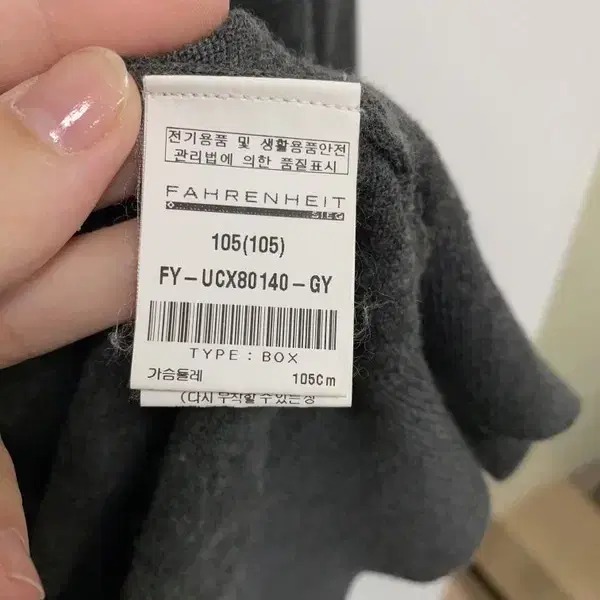 전기용품 및 생활용품안전
관리법에 의한 품질표시
FAHRENHEIT
SIEG
105(105)
FY-UCX80140-GY
TYPE : BOX
가슴둘레 105Cm